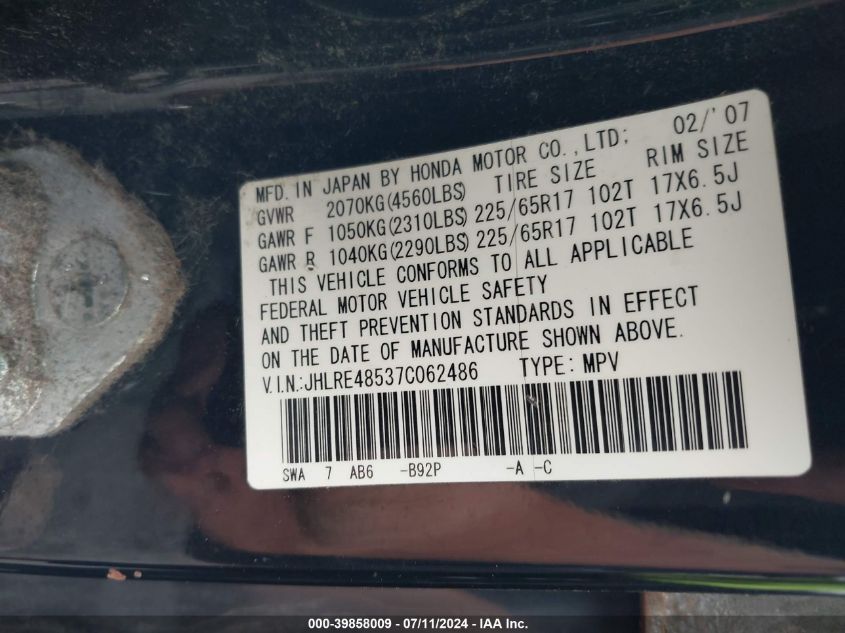 MFD. IN JAPAN BY HONDA MOTOR CO.,LTD; 02/'07
GVWR 2070KG(4560LBS) TIRE SIZE RIM SIZE
GAWR F 1050KG(2310LBS) 225/65R17 102T 17X6.5J
GAWR R 1040KG(2290LBS) 225/65R17 102T 17X6.5J
THIS VEHICLE CONFORMS TO ALL APPLICABLE
FEDERAL MOTOR VEHICLE SAFETY
AND THEFT PREVENTION STANDARDS IN EFFECT
ON THE DATE OF MANUFACTURE SHOWN ABOVE.
V.I.N.:JHLRE48537C062486 TYPE: MPV
SWA 7 AB6 -B92P -A -C
000-39858009 - 07/11/2024 - IAA Inc.